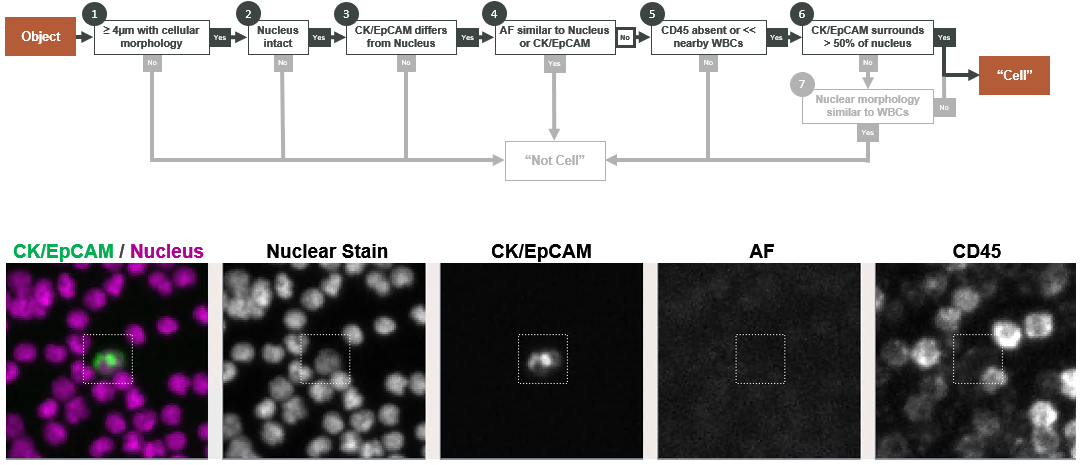 1
2
3
4
5
6
Object
≥ 4μm with cellular
morphology
Yes
Nucleus
intact
Yes
CK/EpCAM differs
from Nucleus
Yes
AF similar to Nucleus
or CK/EpCAM
No
CD45 absent or <<
nearby WBCs
Yes
CK/EpCAM surrounds
> 50% of nucleus
Yes
No
No
No
Yes
No
No
"Cell"
7
Nuclear morphology
similar to WBCs
No
Yes
"Not Cell"
CK/EpCAM / Nucleus
Nuclear Stain
CK/EpCAM
AF
CD45